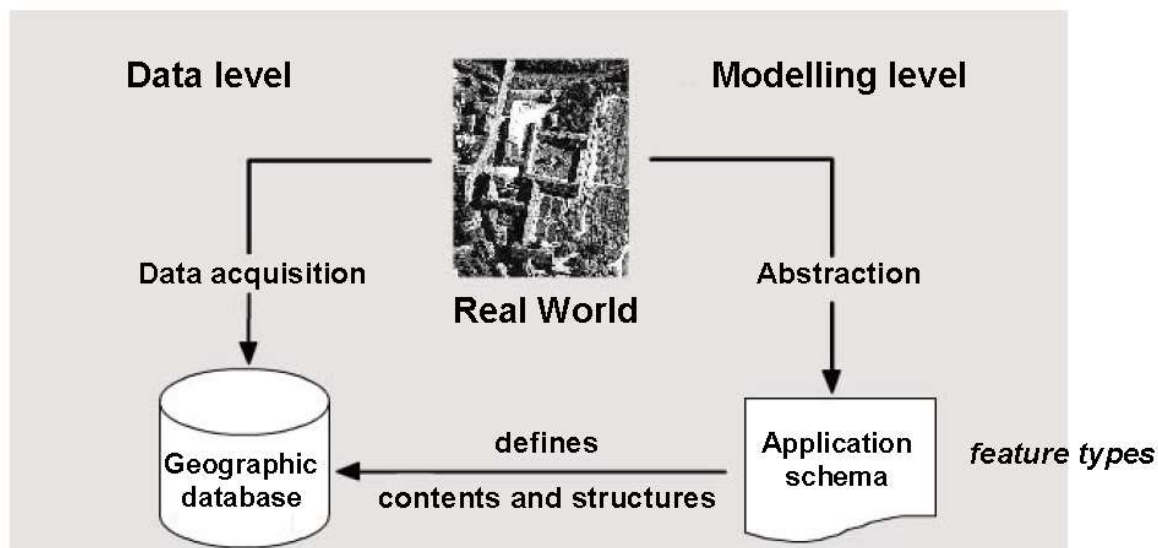 Data level
Modelling level
Data acquisition
Real World
Abstraction
Geographic
database
defines
contents and structures
Application
schema
feature types